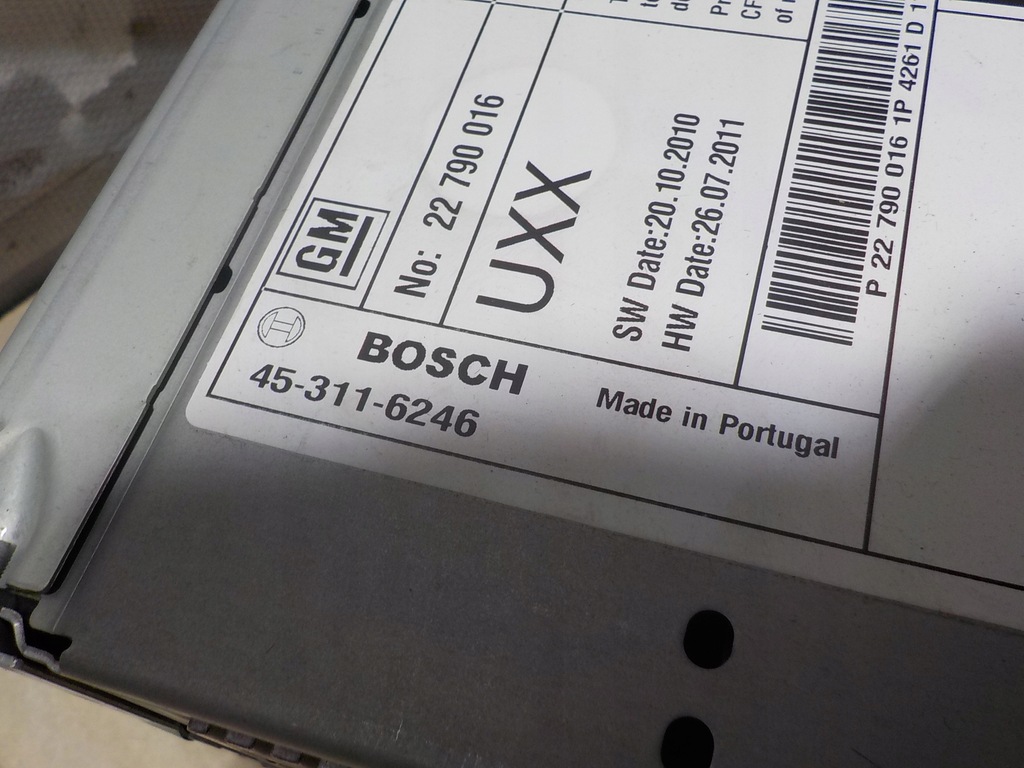 GM
No: 22 790 016
UXX
SW Date:20.10.2010
HW Date:26.07.2011
P 22 790 016 1P 4261 D 1
BOSCH
45-311-6246
Made in Portugal